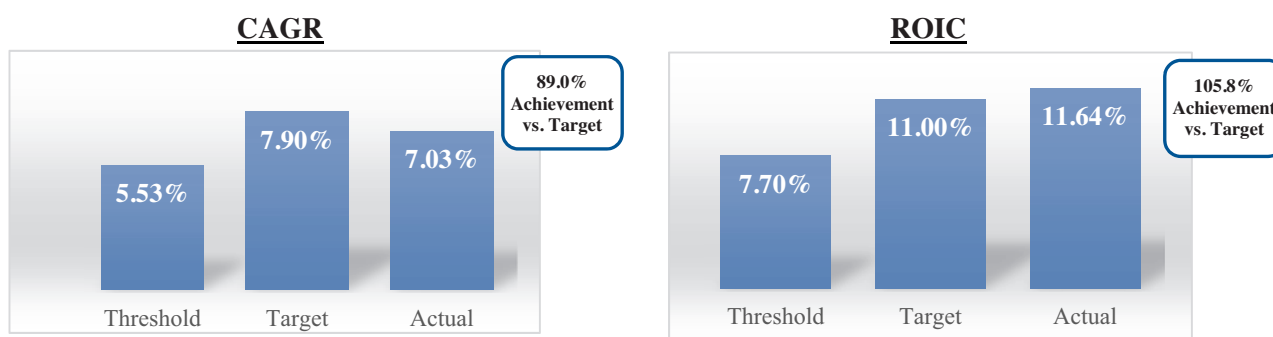 CAGR
89.0%
Achievement
vs. Target
5.53%
7.90%
7.03%
Threshold
Target
Actual
ROIC
105.8%
Achievement
vs. Target
7.70%
11.00%
11.64%
Threshold
Target
Actual